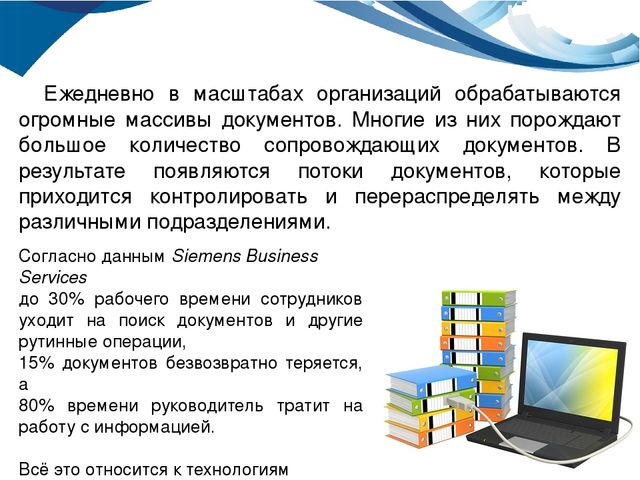 Ежедневно в масштабах организаций обрабатываются
огромные массивы документов. Многие из них порождают
большое количество сопровождающих документов. В
результате появляются потоки документов, которые
приходится контролировать и перераспределять между
различными подразделениями.
Согласно данным Siemens Business
Services
до 30% рабочего времени сотрудников
уходит на поиск документов и другие
рутинные операции,
15% документов безвозвратно теряется,
а
80% времени руководитель тратит на
работу с информацией.
Всё это относится к технологиям